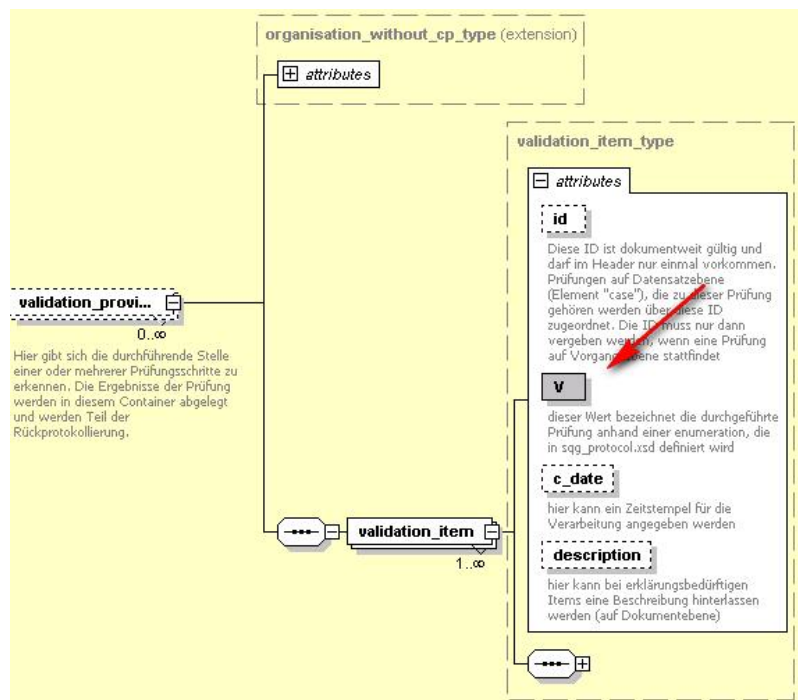 organisation_without_cp_type (extension)
attributes
validation_item_type
attributes
id
Diese ID ist dokumentweit gültig und
darf im Header nur einmal vorkommen.
Prüfungen auf Datensatzebene
(Element "case"), die zu dieser Prüfung
gehören werden über diese ID
zugeordnet. Die ID muss nur dann
vergeben werden, wenn eine Prüfung
auf Vorgangsebene stattfindet
validation_provi...
0..∞
Hier gibt sich die durchführende Stelle
einer oder mehrerer Prüfungsschritte zu
erkennen. Die Ergebnisse der Prüfung
werden in diesem Container abgelegt
und werden Teil der
Rückprotokollierung.
V
dieser Wert bezeichnet die durchgeführte
Prüfung anhand einer enumeration, die
in sqg_protocol.xsd definiert wird
c_date
hier kann ein Zeitstempel für die
Verarbeitung angegeben werden
validation_item
1..∞
description
hier kann bei erklärungsbedürftigen
Items eine Beschreibung hinterlassen
werden (auf Dokumentebene)